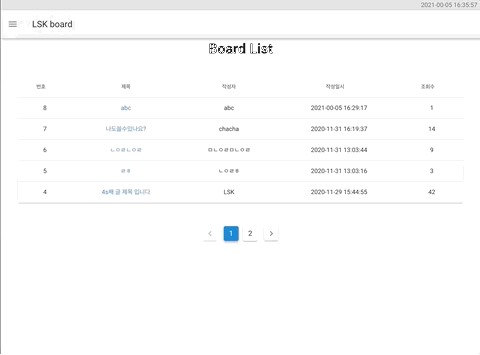 2021-00-05 16:35:57
LSK board
Board List
번호 제목 작성자 작성일시 조회수
8 abc abc 2021-00-05 16:29:17 1
7 나도쓸수있나요? chacha 2020-11-31 16:19:37 14
6 ㄴㅇㄹㄴㅇㄹ ㅁㄴㅇㄹㅁㄴㅇㄹ 2020-11-31 13:03:44 9
5 ㄹㅎ ㄴㅇㄹㅎ 2020-11-31 13:03:16 3
4 4s째 글 제목 입니다 LSK 2020-11-29 15:44:55 42
1 2